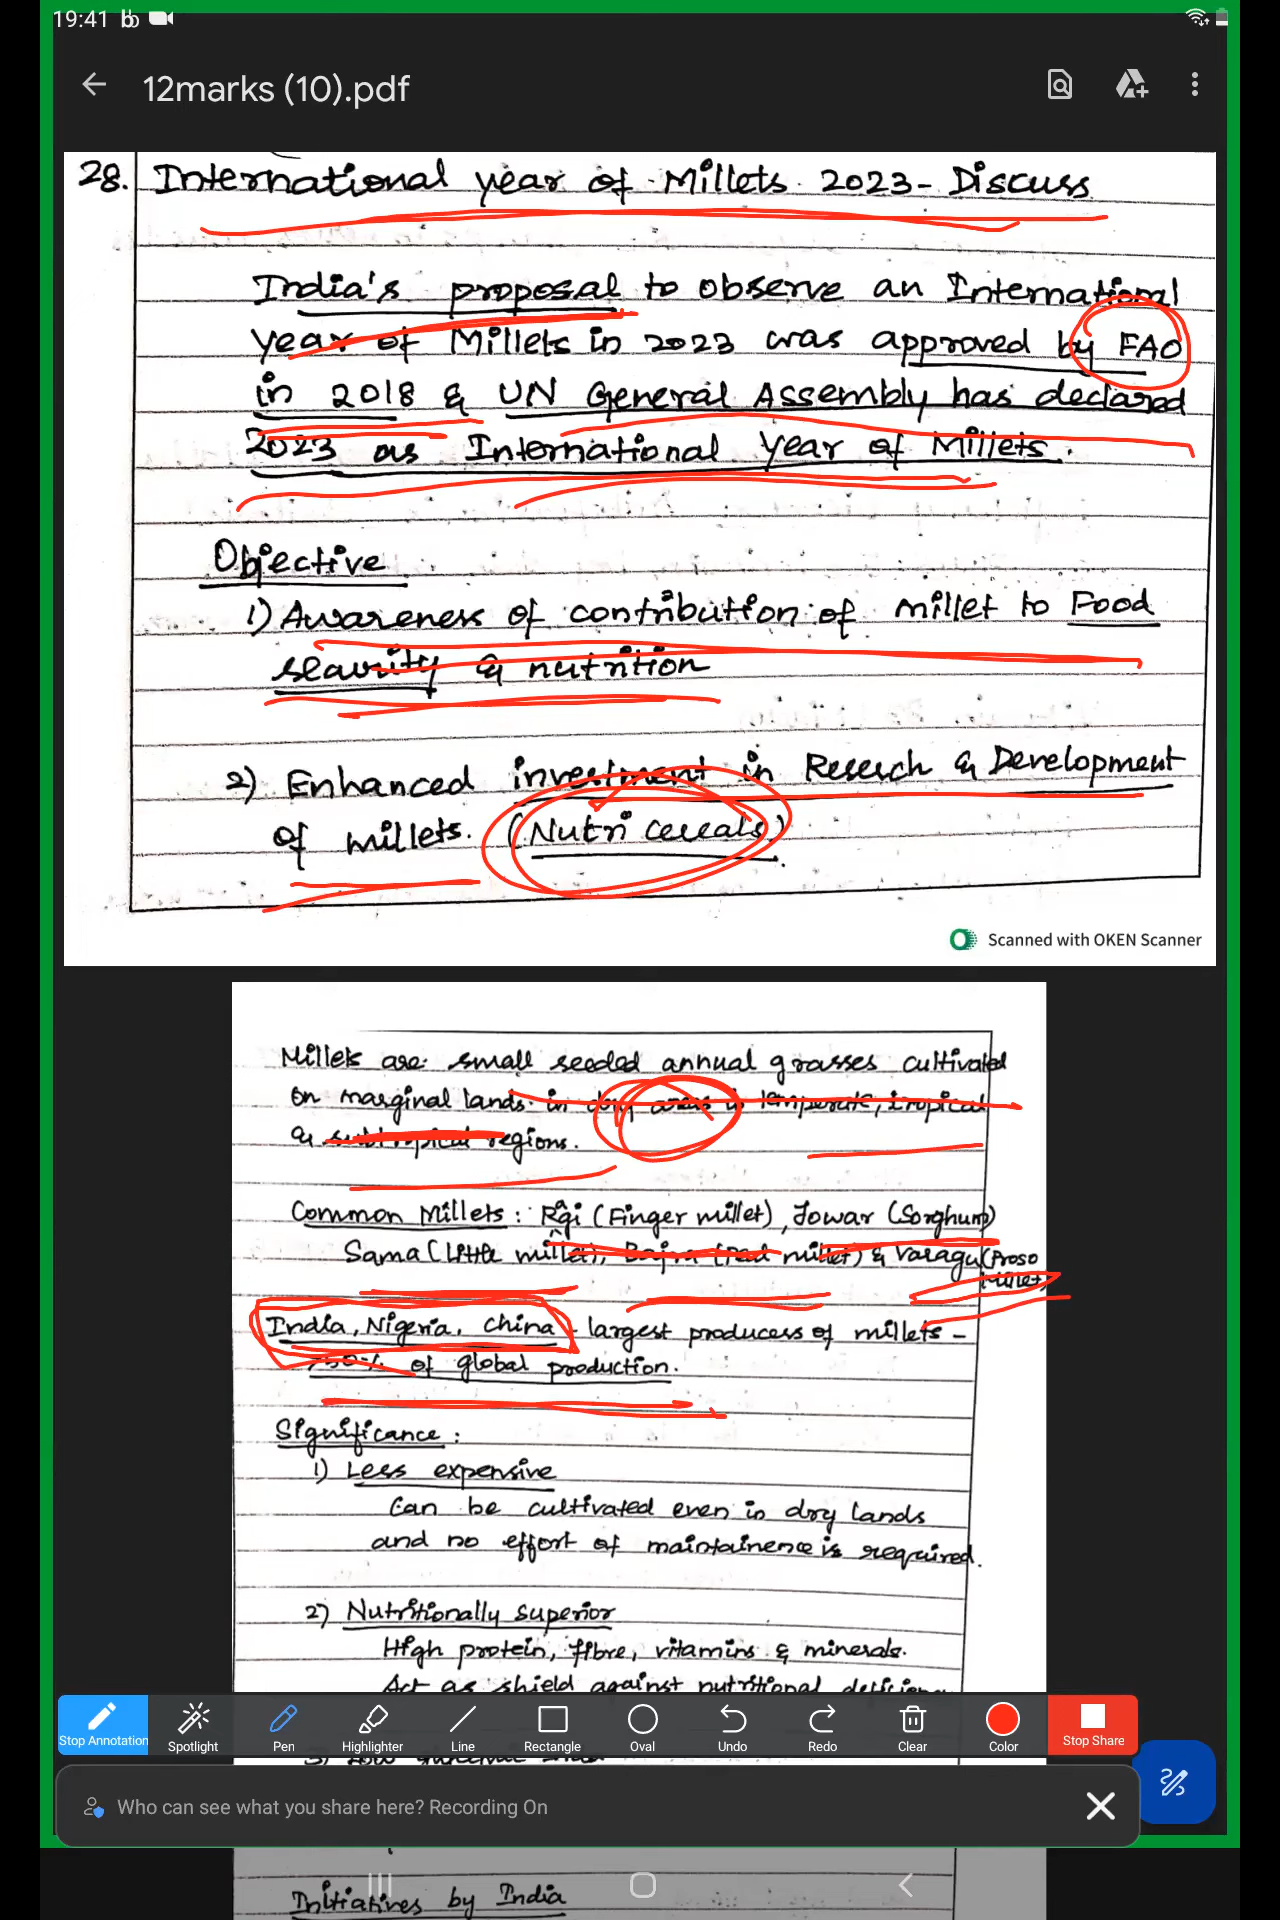 19:41
12marks (10).pdf
28. International year of Millets 2023 - Discuss
India's proposal to observe an International
year of Millets in 2023 was approved by FAO
in 2018 & UN General Assembly has declared
2023 as International year of Millets.
Objective
1) Awareness of contribution of millet to Food
security & nutrition
2) Enhanced investment in Reserch & Development
of millets. (Nutri cereals).
Scanned with OKEN Scanner
Millets are small seeded annual grasses cultivated
on marginal lands in dry areas in temperate, tropical
& subtropical regions.
Common Millets: Ragi (Finger millet), Jowar (Sorghum)
Sama (Little millet), Bajra (Pearl millet) & Varagu (Proso
Millet)
India, Nigeria, China - largest producess of millets -
>50% of global production.
Significance :
1) Less expensive
Can be cultivated even in dry lands
and no effort of maintainence is required.
2) Nutritionally superior
High protein, fibre, vitamins & minerals.
Act as shield against nutritional
Stop Annotation
Spotlight
Pen
Highlighter
Line
Rectangle
Oval
Undo
Redo
Clear
Color
Stop Share
Who can see what you share here? Recording On
Initiatives by India